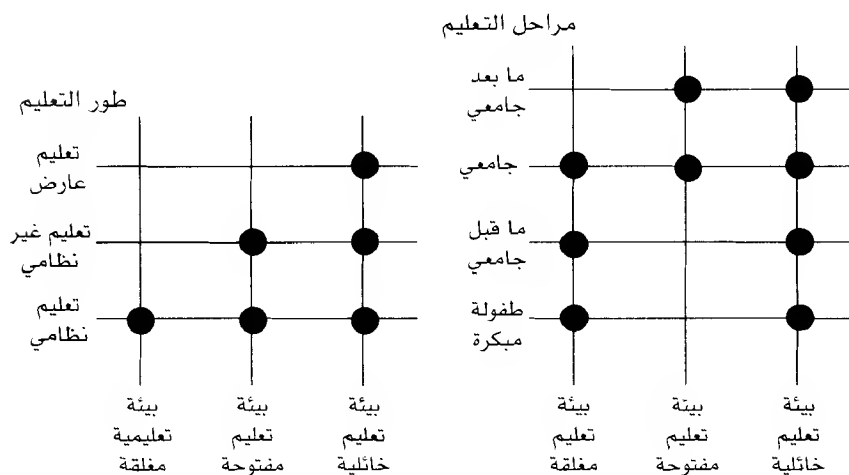 مراحل التعليم
ما بعد
جامعي
جامعي
ما قبل
جامعي
طفولة
مبكرة
بيئة
تعليم
مغلقة
بيئة
تعليم
مفتوحة
بيئة
تعليم
خائلية
طور التعليم
تعليم
عارض
تعليم غير
نظامي
تعليم
نظامي
بيئة
تعليمية
مغلقة
بيئة
تعليم
مفتوحة
بيئة
تعليم
خائلية